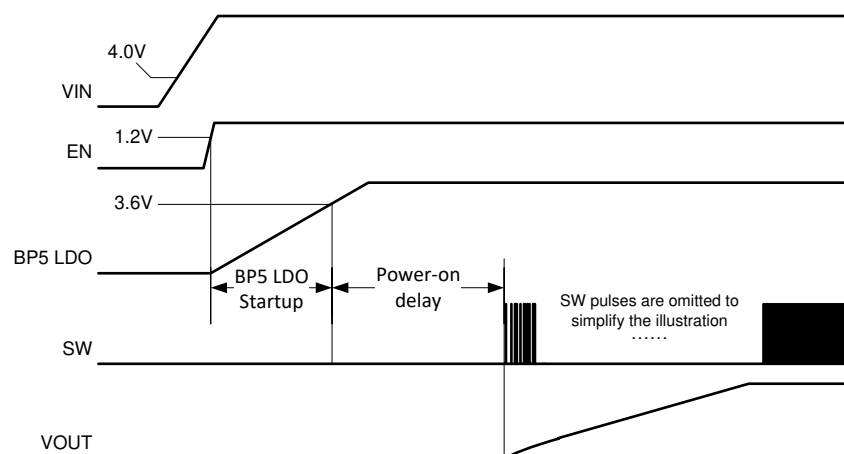 4.0V
VIN
1.2V
EN
3.6V
BP5 LDO
BP5 LDO
Startup
Power-on
delay
SW pulses are omitted to
simplify the illustration
······
SW
VOUT